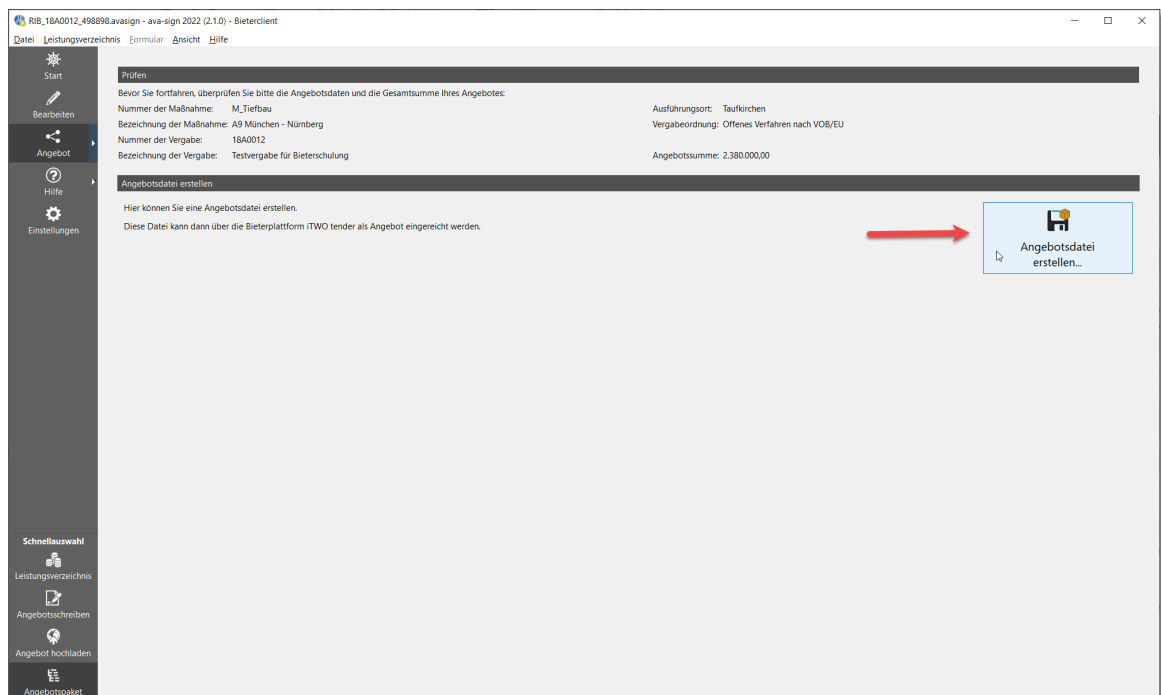 RIB_18A0012_498898.avasign - ava-sign 2022 (2.1.0) - Bieterclient
Datei Leistungsverzeichnis Formular Ansicht Hilfe
Start
Bearbeiten
Angebot
Hilfe
Einstellungen
Prüfen
Bevor Sie fortfahren, überprüfen Sie bitte die Angebotsdaten und die Gesamtsumme Ihres Angebotes:
Nummer der Maßnahme: M_Tiefbau Ausführungsort: Taufkirchen
Bezeichnung der Maßnahme: A9 München - Nürnberg Vergabeordnung: Offenes Verfahren nach VOB/EU
Nummer der Vergabe: 18A0012
Bezeichnung der Vergabe: Testvergabe für Bieterschulung Angebotssumme: 2.380.000,00
Angebotsdatei erstellen
Hier können Sie eine Angebotsdatei erstellen.
Diese Datei kann dann über die Bieterplattform iTWO tender als Angebot eingereicht werden.
Angebotsdatei
erstellen...
Schnellauswahl
Leistungsverzeichnis
Angebotsschreiben
Angebot hochladen
Angebotspaket